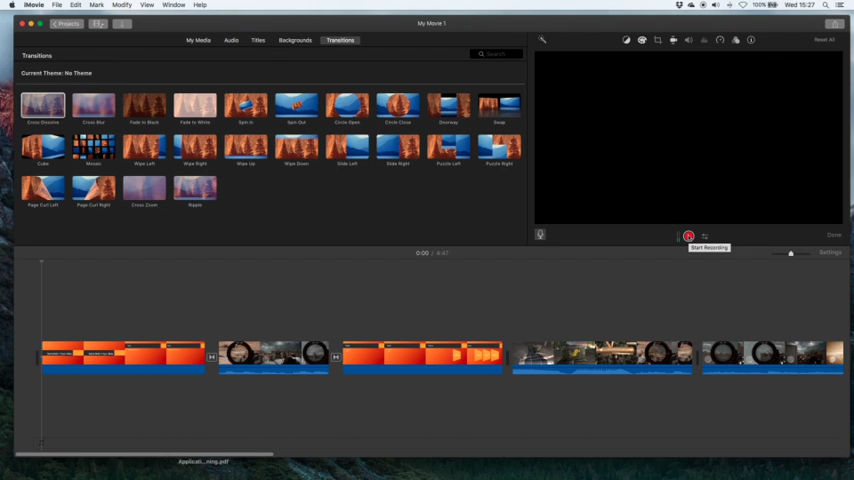 iMovie File Edit Mark Modify View Window Help 100% Wed 15:27
Projects My Movie 1
My Media Audio Titles Backgrounds Transitions Reset All
Transitions Search
Current Theme: No Theme
Cross Dissolve Cross Blur Fade to Black Fade to White Spin In Spin Out Circle Open Circle Close Doorway Swap
Cube Mosaic Wipe Left Wipe Right Wipe Up Wipe Down Slide Left Slide Right Puzzle Left Puzzle Right
Page Curl Left Page Curl Right Cross Zoom Ripple
Done
Start Recording
0:00 / 4:47 Settings
Applicati...ning.pdf